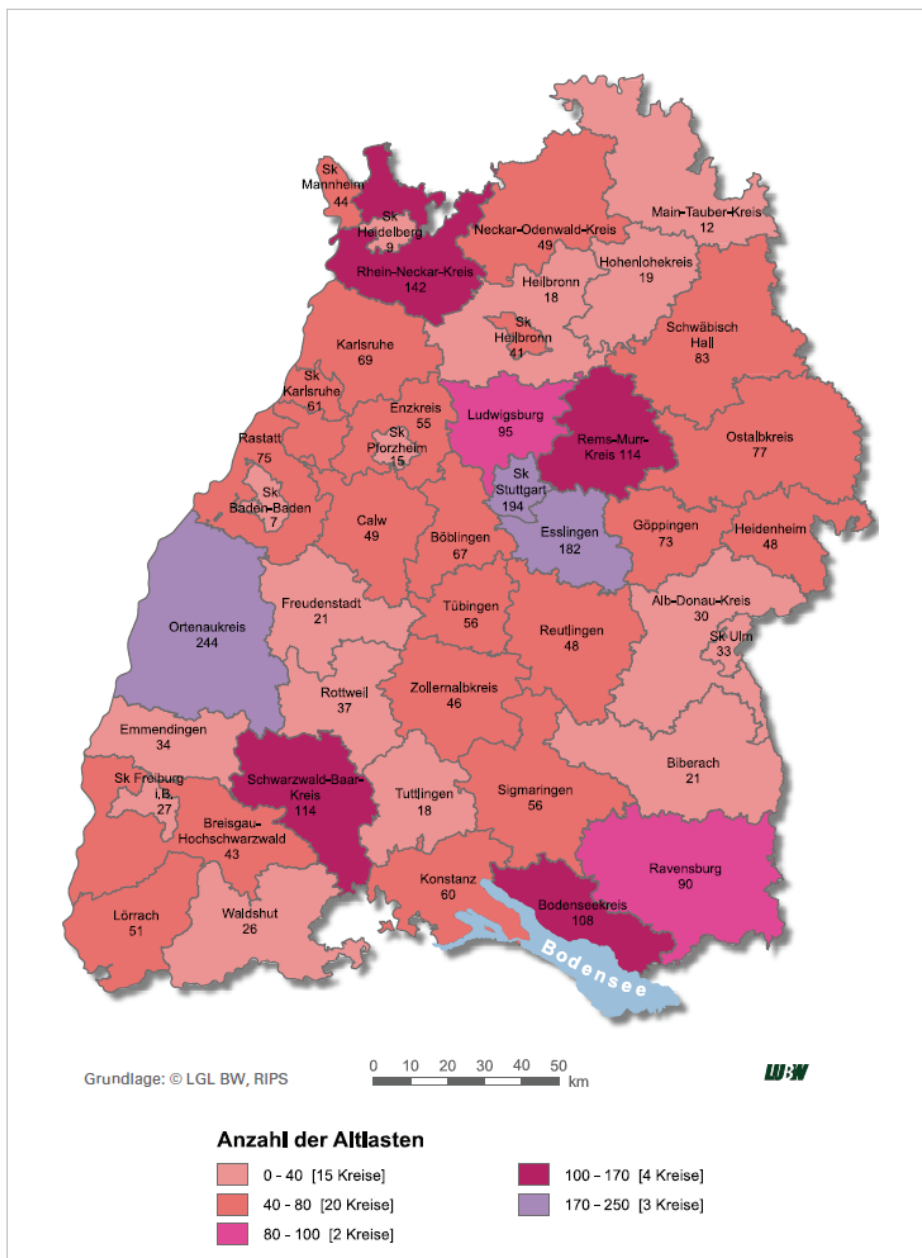 Sk
Mannheim
44
Sk
Heidelberg
9
Rhein-Neckar-Kreis
142
Neckar-Odenwald-Kreis
49
Main-Tauber-Kreis
12
Hohenlohekreis
19
Heilbronn
18
Sk
Heilbronn
41
Schwäbisch
Hall
83
Karlsruhe
69
Sk
Karlsruhe
61
Enzkreis
55
Sk
Pforzheim
15
Ludwigsburg
95
Rems-Murr-
Kreis 114
Ostalbkreis
77
Rastatt
75
Sk
Baden-Baden
7
Calw
49
Böblingen
67
Sk
Stuttgart
194
Esslingen
182
Göppingen
73
Heidenheim
48
Ortenaukreis
244
Freudenstadt
21
Tübingen
56
Reutlingen
48
Alb-Donau-Kreis
30
Sk Ulm
33
Rottweil
37
Zollernalbkreis
46
Emmendingen
34
Schwarzwald-Baar-
Kreis
114
Tuttlingen
18
Sigmaringen
56
Biberach
21
Sk Freiburg
i.B.
27
Breisgau-
Hochschwarzwald
43
Lörrach
51
Waldshut
26
Konstanz
60
Bodenseekreis
108
Ravensburg
90
Bodensee
Grundlage: © LGL BW, RIPS
0 10 20 30 40 50
km
LUBW
Anzahl der Altlasten
0 - 40 [15 Kreise]
40 - 80 [20 Kreise]
80 - 100 [2 Kreise]
100 - 170 [4 Kreise]
170 - 250 [3 Kreise]